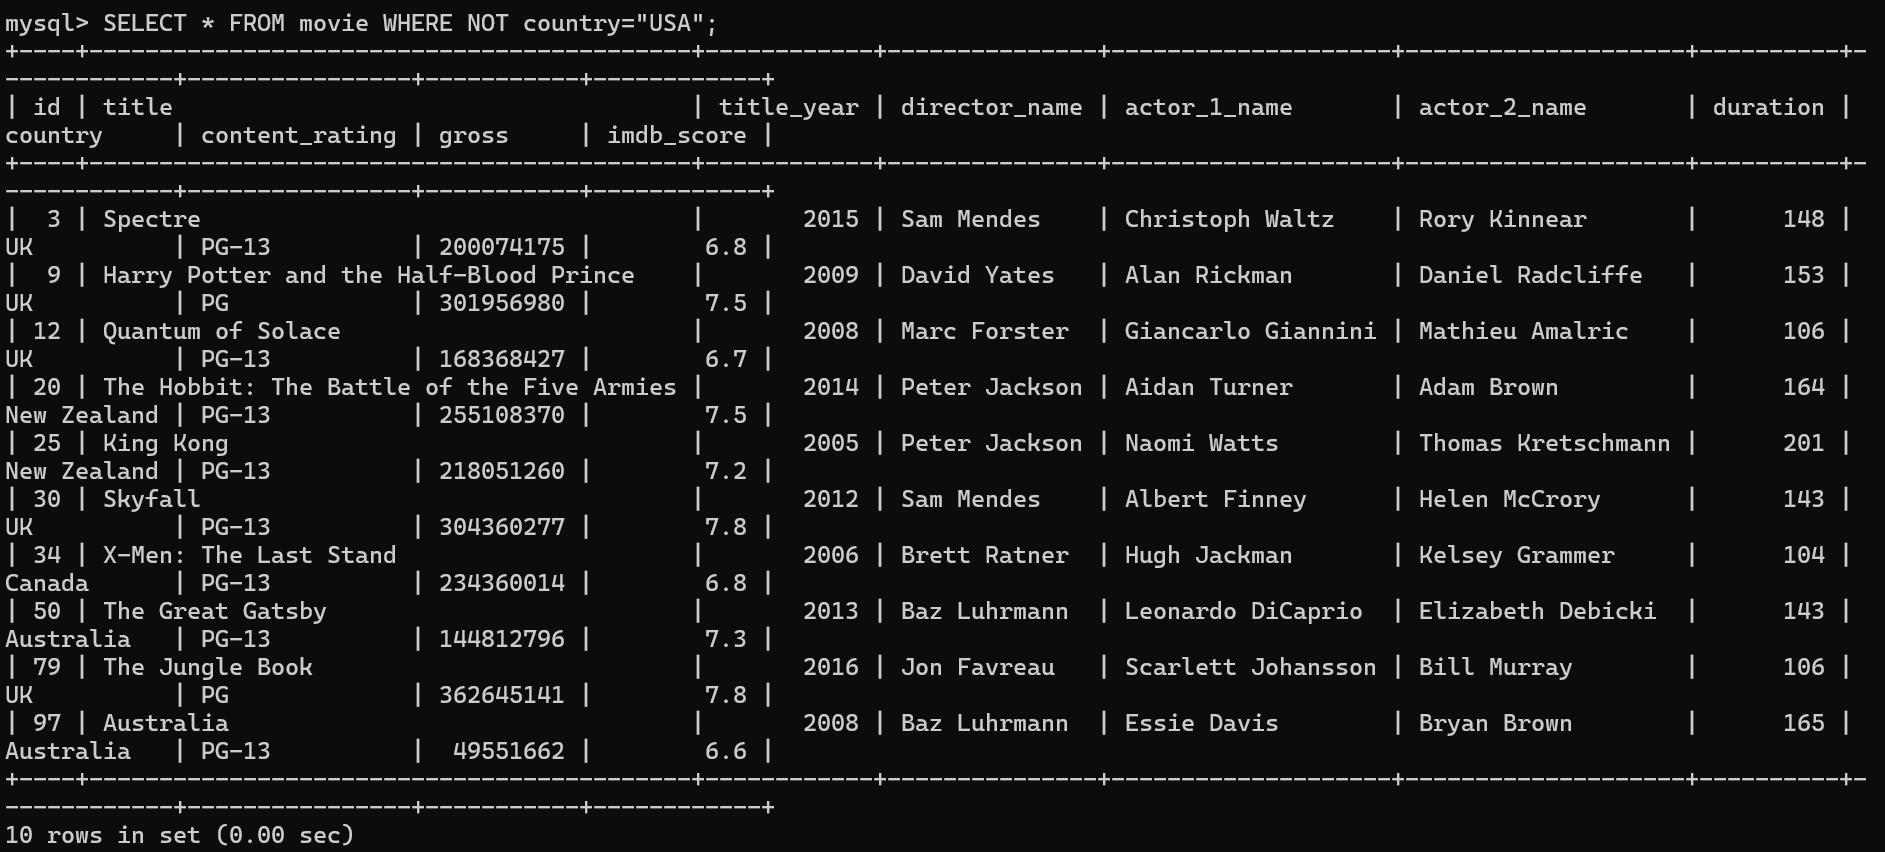 mysql> SELECT * FROM movie WHERE NOT country="USA";
+----+-------------------------------------------+------------+---------------+--------------------+--------------------+----------+-
------------+----------------+-----------+------------+
| id | title                                     | title_year | director_name | actor_1_name       | actor_2_name       | duration |
country     | content_rating | gross     | imdb_score |
+----+-------------------------------------------+------------+---------------+--------------------+--------------------+----------+-
------------+----------------+-----------+------------+
|  3 | Spectre                                   |       2015 | Sam Mendes    | Christoph Waltz    | Rory Kinnear       |      148 |
UK          | PG-13          | 200074175 |        6.8 |
|  9 | Harry Potter and the Half-Blood Prince    |       2009 | David Yates   | Alan Rickman       | Daniel Radcliffe   |      153 |
UK          | PG             | 301956980 |        7.5 |
| 12 | Quantum of Solace                         |       2008 | Marc Forster  | Giancarlo Giannini | Mathieu Amalric    |      106 |
UK          | PG-13          | 168368427 |        6.7 |
| 20 | The Hobbit: The Battle of the Five Armies |       2014 | Peter Jackson | Aidan Turner       | Adam Brown         |      164 |
New Zealand | PG-13          | 255108370 |        7.5 |
| 25 | King Kong                                 |       2005 | Peter Jackson | Naomi Watts        | Thomas Kretschmann |      201 |
New Zealand | PG-13          | 218051260 |        7.2 |
| 30 | Skyfall                                   |       2012 | Sam Mendes    | Albert Finney      | Helen McCrory      |      143 |
UK          | PG-13          | 304360277 |        7.8 |
| 34 | X-Men: The Last Stand                     |       2006 | Brett Ratner  | Hugh Jackman       | Kelsey Grammer     |      104 |
Canada      | PG-13          | 234360014 |        6.8 |
| 50 | The Great Gatsby                          |       2013 | Baz Luhrmann  | Leonardo DiCaprio  | Elizabeth Debicki  |      143 |
Australia   | PG-13          | 144812796 |        7.3 |
| 79 | The Jungle Book                           |       2016 | Jon Favreau   | Scarlett Johansson | Bill Murray        |      106 |
UK          | PG             | 362645141 |        7.8 |
| 97 | Australia                                 |       2008 | Baz Luhrmann  | Essie Davis        | Bryan Brown        |      165 |
Australia   | PG-13          |  49551662 |        6.6 |
+----+-------------------------------------------+------------+---------------+--------------------+--------------------+----------+-
------------+----------------+-----------+------------+
10 rows in set (0.00 sec)